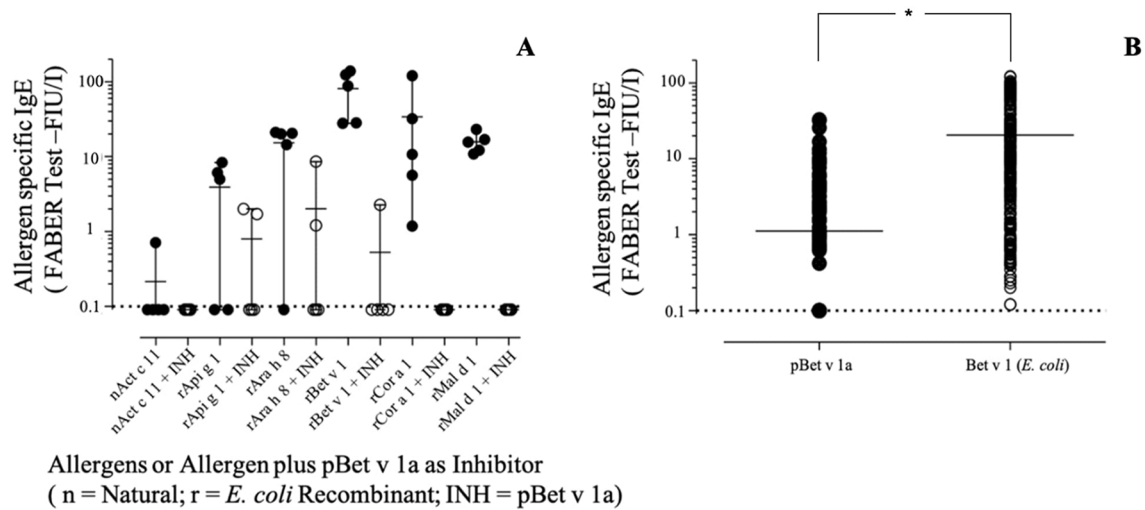 A
Allergen specific IgE
( FABER Test –FIU/I)
100
10
1
0.1
nAct c 11
nAct c 11 + INH
rApi g 1
rApi g 1 + INH
rAra h 8
rAra h 8 + INH
rBet v 1
rBet v 1 + INH
rCor a 1
rCor a 1 + INH
rMal d 1
rMal d 1 + INH
Allergens or Allergen plus pBet v 1a as Inhibitor
( n = Natural; r = E. coli Recombinant; INH = pBet v 1a)
*
B
Allergen specific IgE
( FABER Test –FIU/I)
100
10
1
0.1
pBet v 1a
Bet v 1 (E. coli)